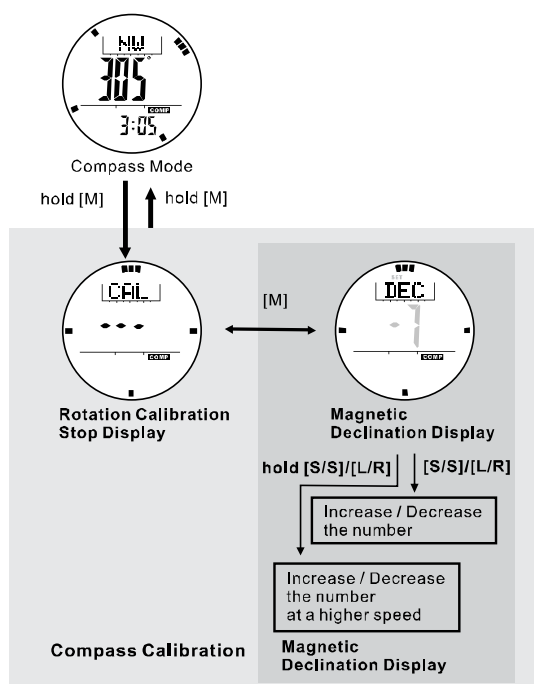 NW
305°
COMP
3:05
Compass Mode
hold [M]
hold [M]
CAL
---
COMP
[M]
SET
DEC
-7
COMP
Rotation Calibration
Stop Display
Magnetic
Declination Display
hold [S/S]/[L/R]
[S/S]/[L/R]
Increase / Decrease
the number
Increase / Decrease
the number
at a higher speed
Compass Calibration
Magnetic
Declination Display